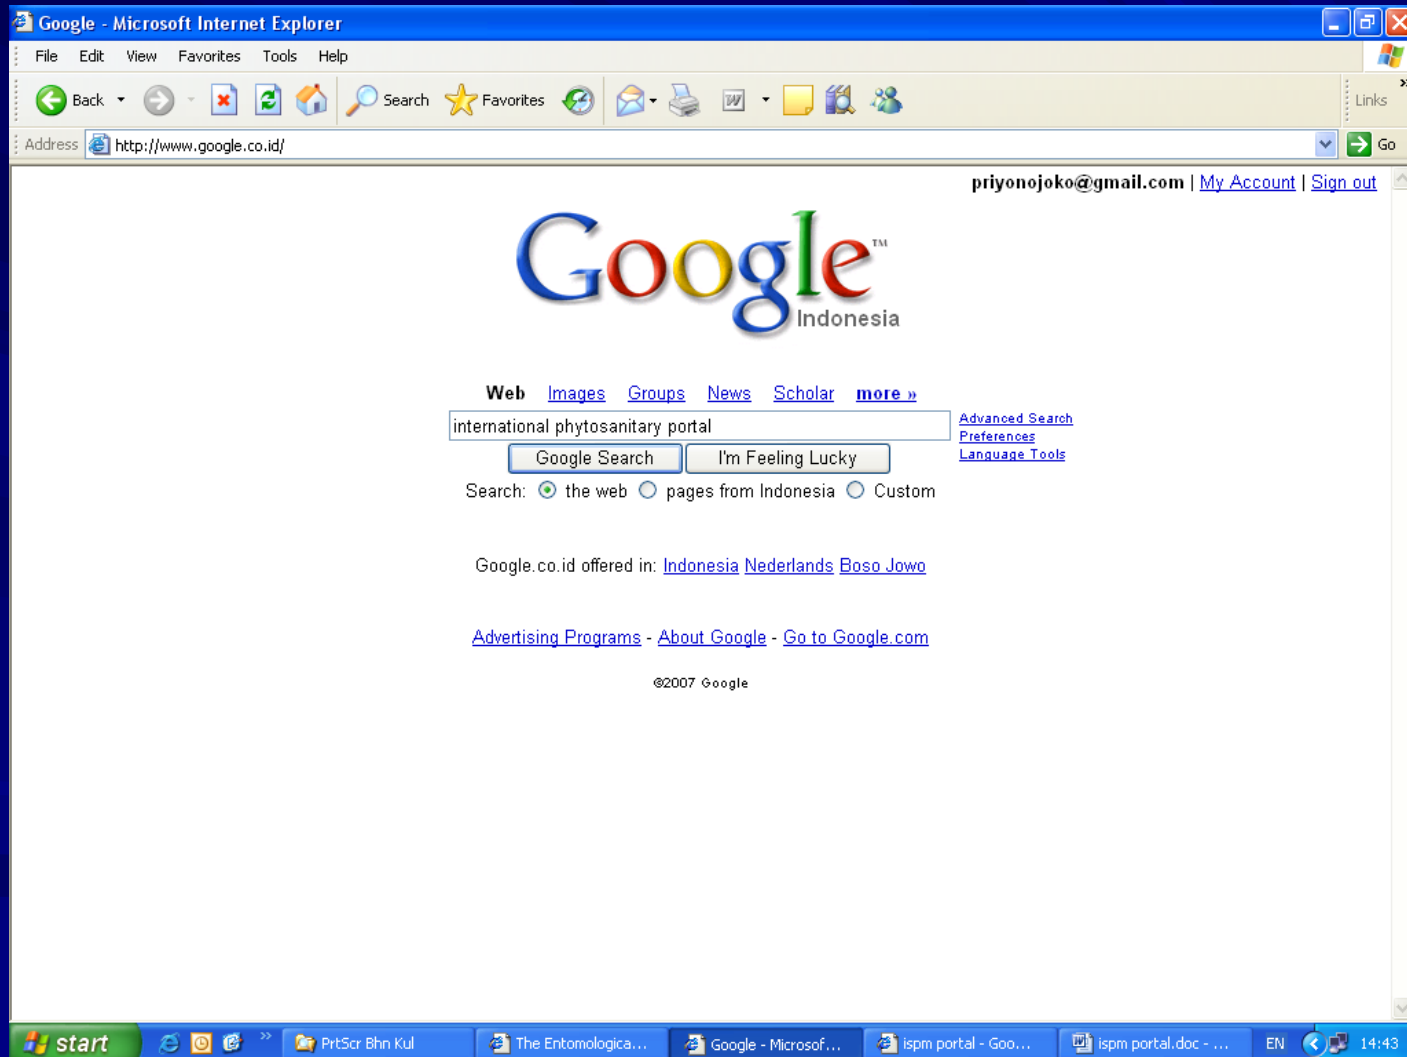 Google - Microsoft Internet Explorer
File Edit View Favorites Tools Help
Back Search Favorites Links
Address http://www.google.co.id/ Go
priyonojoko@gmail.com | My Account | Sign out
Google™
Indonesia
Web Images Groups News Scholar more »
international phytosanitary portal Advanced Search
Preferences
Google Search I'm Feeling Lucky Language Tools
Search: the web pages from Indonesia Custom
Google.co.id offered in: Indonesia Nederlands Boso Jowo
Advertising Programs - About Google - Go to Google.com
©2007 Google
start PrtScr Bhn Kul The Entomologica... Google - Microsof... ispm portal - Goo... ispm portal.doc - ... EN 14:43